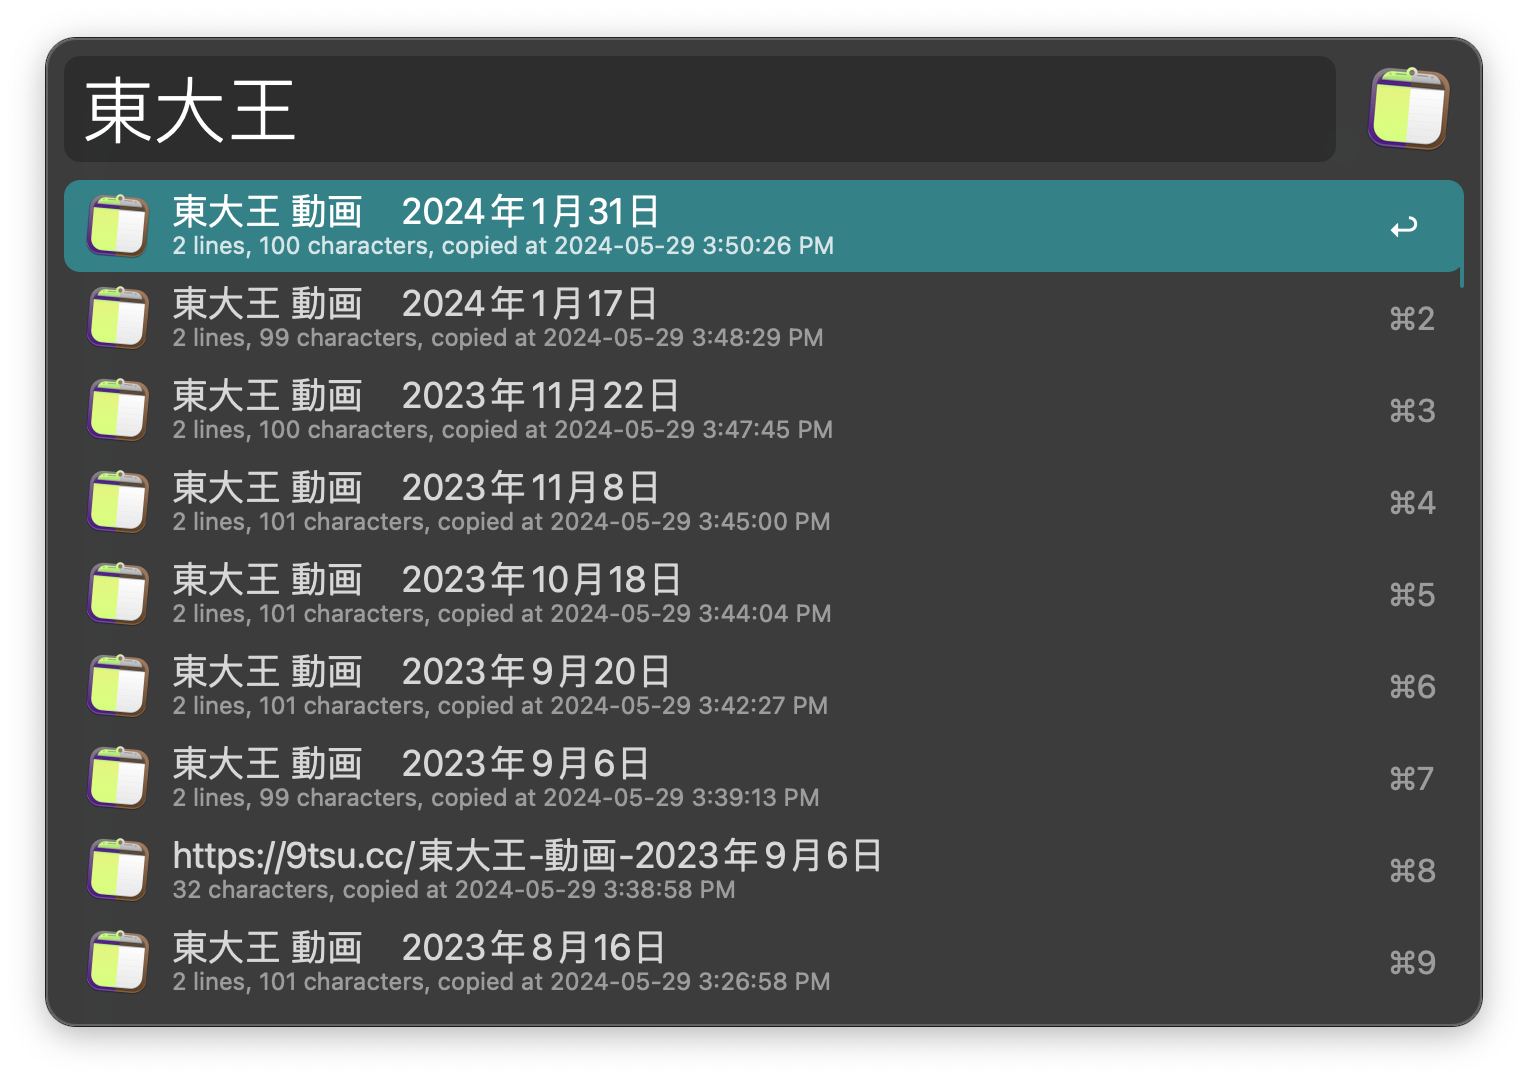 東大王
東大王 動画　2024年1月31日
2 lines, 100 characters, copied at 2024-05-29 3:50:26 PM
↩
東大王 動画　2024年1月17日
2 lines, 99 characters, copied at 2024-05-29 3:48:29 PM
⌘2
東大王 動画　2023年11月22日
2 lines, 100 characters, copied at 2024-05-29 3:47:45 PM
⌘3
東大王 動画　2023年11月8日
2 lines, 101 characters, copied at 2024-05-29 3:45:00 PM
⌘4
東大王 動画　2023年10月18日
2 lines, 101 characters, copied at 2024-05-29 3:44:04 PM
⌘5
東大王 動画　2023年9月20日
2 lines, 101 characters, copied at 2024-05-29 3:42:27 PM
⌘6
東大王 動画　2023年9月6日
2 lines, 99 characters, copied at 2024-05-29 3:39:13 PM
⌘7
https://9tsu.cc/東大王-動画-2023年9月6日
32 characters, copied at 2024-05-29 3:38:58 PM
⌘8
東大王 動画　2023年8月16日
2 lines, 101 characters, copied at 2024-05-29 3:26:58 PM
⌘9